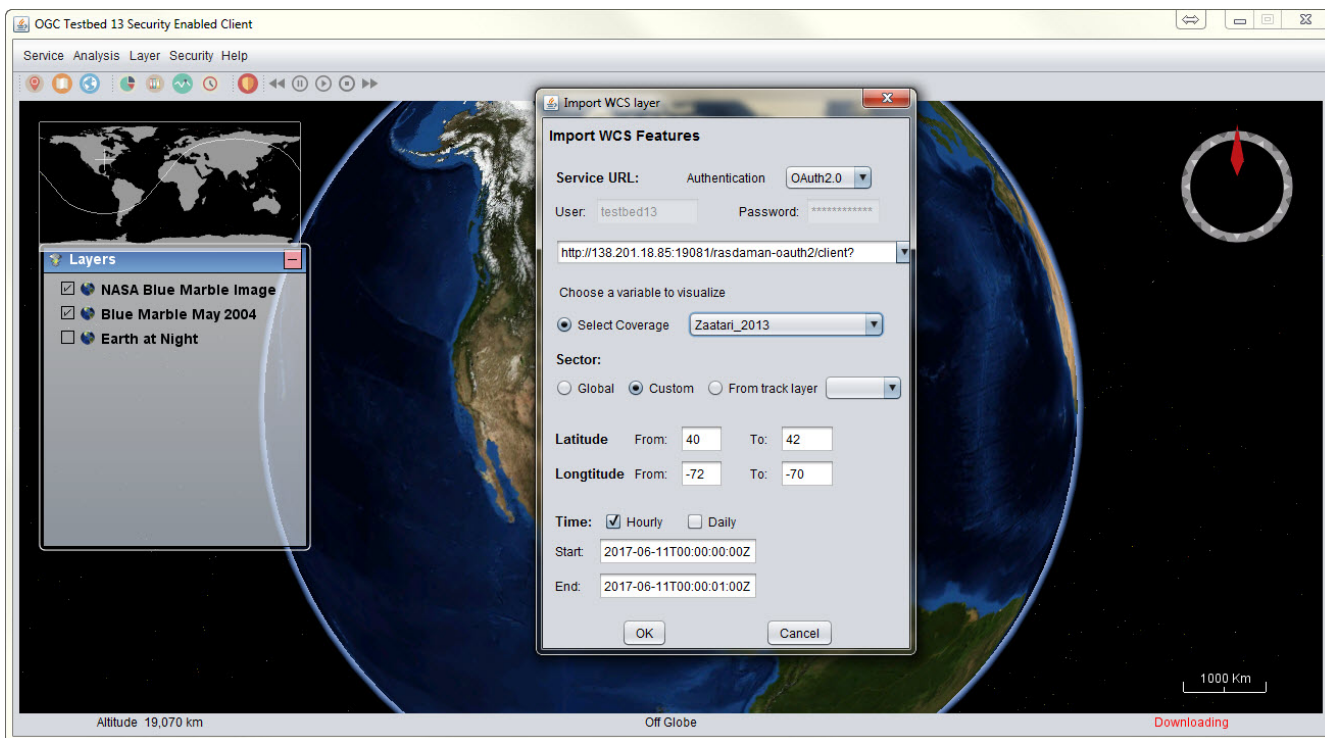 OGC Testbed 13 Security Enabled Client
Service Analysis Layer Security Help
Layers
NASA Blue Marble Image
Blue Marble May 2004
Earth at Night
Import WCS layer
Import WCS Features
Service URL: Authentication OAuth2.0
User: testbed13 Password: ************
http://138.201.18.85:19081/rasdaman-oauth2/client?
Choose a variable to visualize
Select Coverage Zaatari_2013
Sector:
Global Custom From track layer
Latitude From: 40 To: 42
Longtitude From: -72 To: -70
Time: Hourly Daily
Start: 2017-06-11T00:00:00:00Z
End: 2017-06-11T00:00:01:00Z
OK Cancel
1000 Km
Altitude 19,070 km Off Globe Downloading